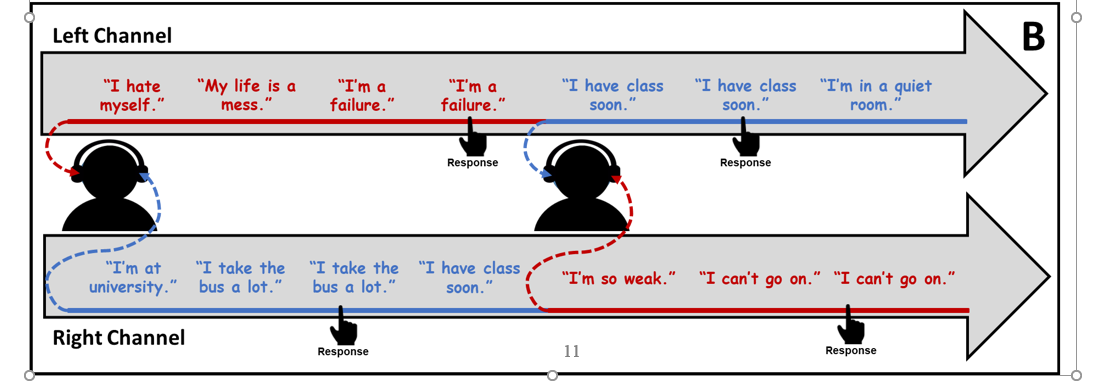 Left Channel
B
“I hate
myself.”
“My life is a
mess.”
“I’m a
failure.”
“I’m a
failure.”
“I have class
soon.”
“I have class
soon.”
“I’m in a quiet
room.”
Response
Response
“I’m at
university.”
“I take the
bus a lot.”
“I take the
bus a lot.”
“I have class
soon.”
“I’m so weak.”
“I can’t go on.”
“I can’t go on.”
Right Channel
Response
11
Response